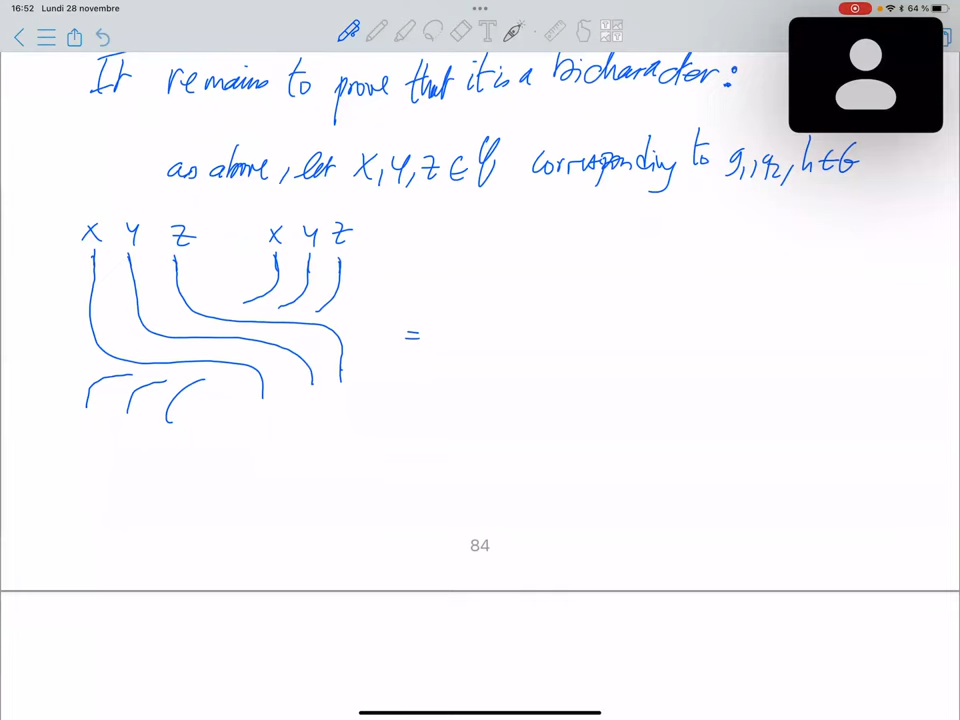 16:52 Lundi 28 novembre
64 %
It remains to prove that it is a bicharacter:
as above, let X, Y, Z ∈ corresponding to g₁, g₂, h ∈ G
X Y Z X Y Z
=
84